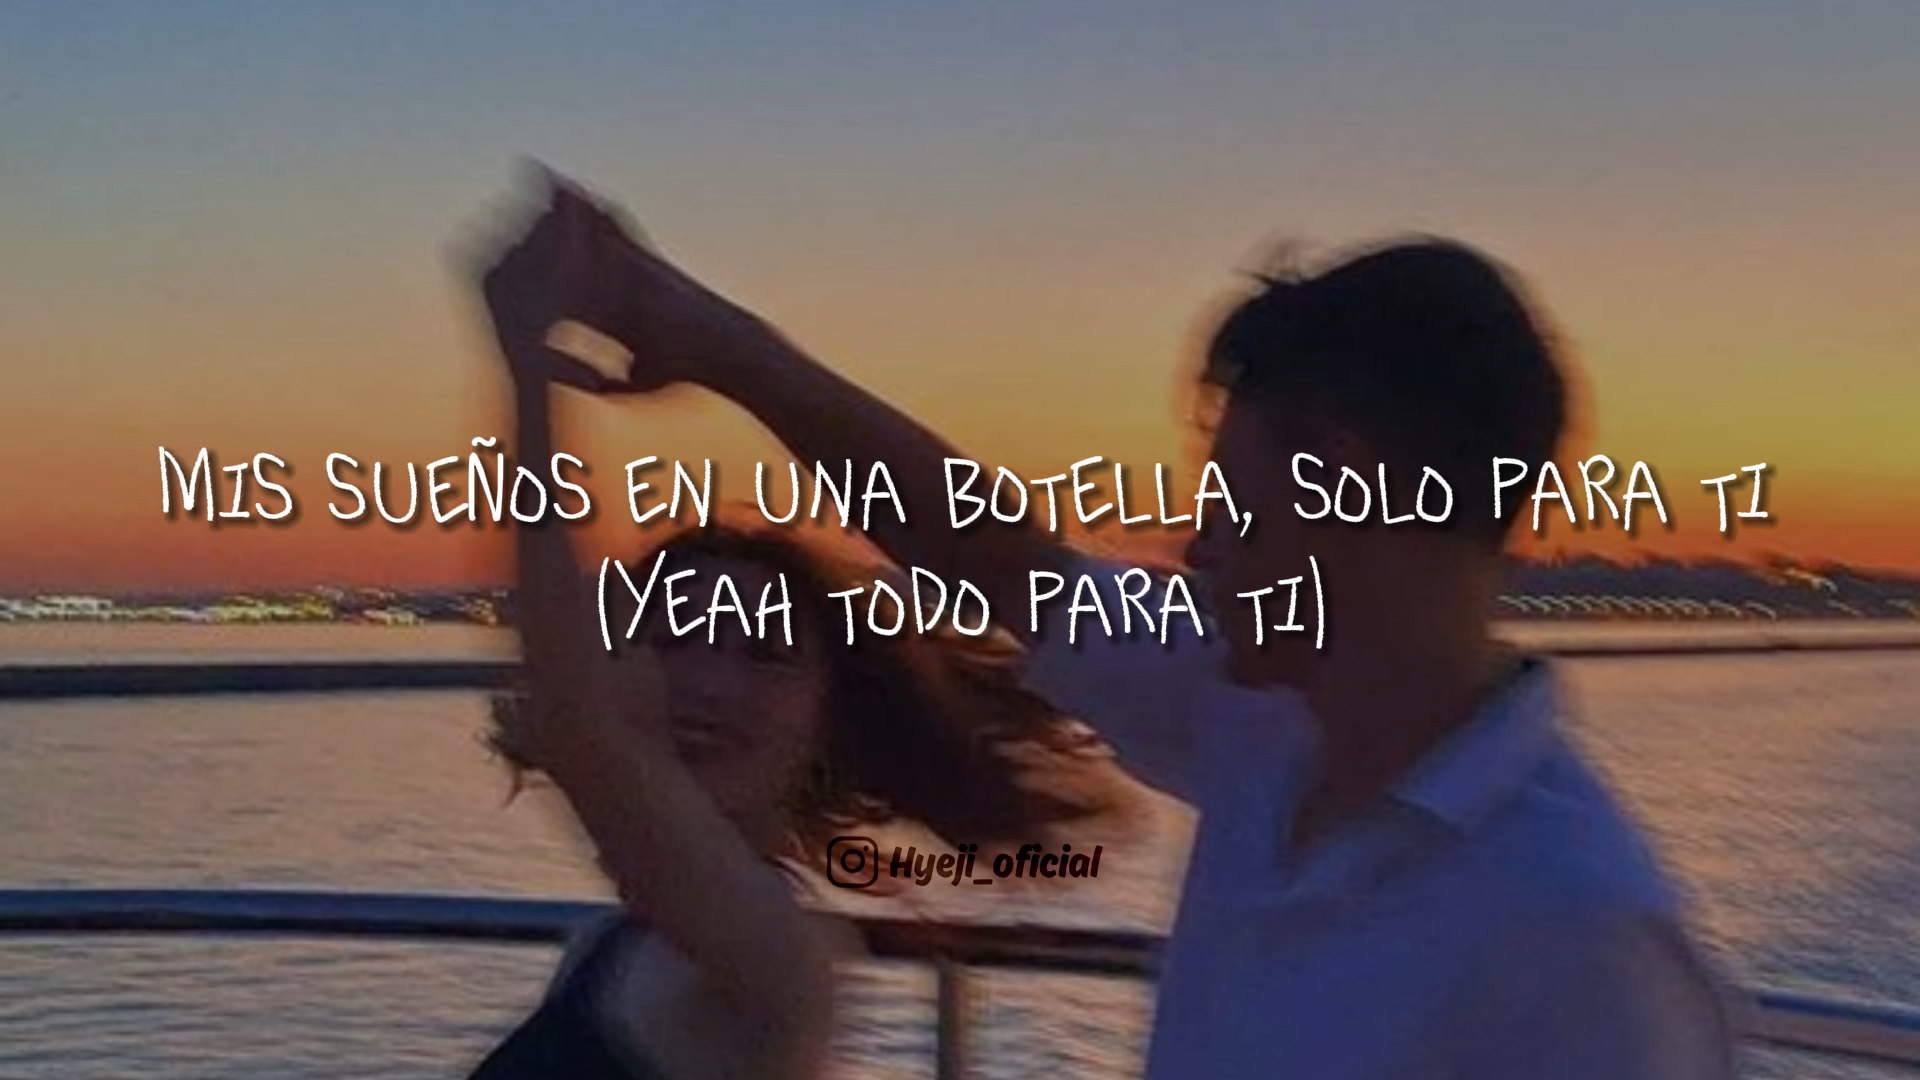 MIS SUEÑOS EN UNA BOTELLA, SOLO PARA TI
(YEAH TODO PARA TI)
Hyeji_oficial